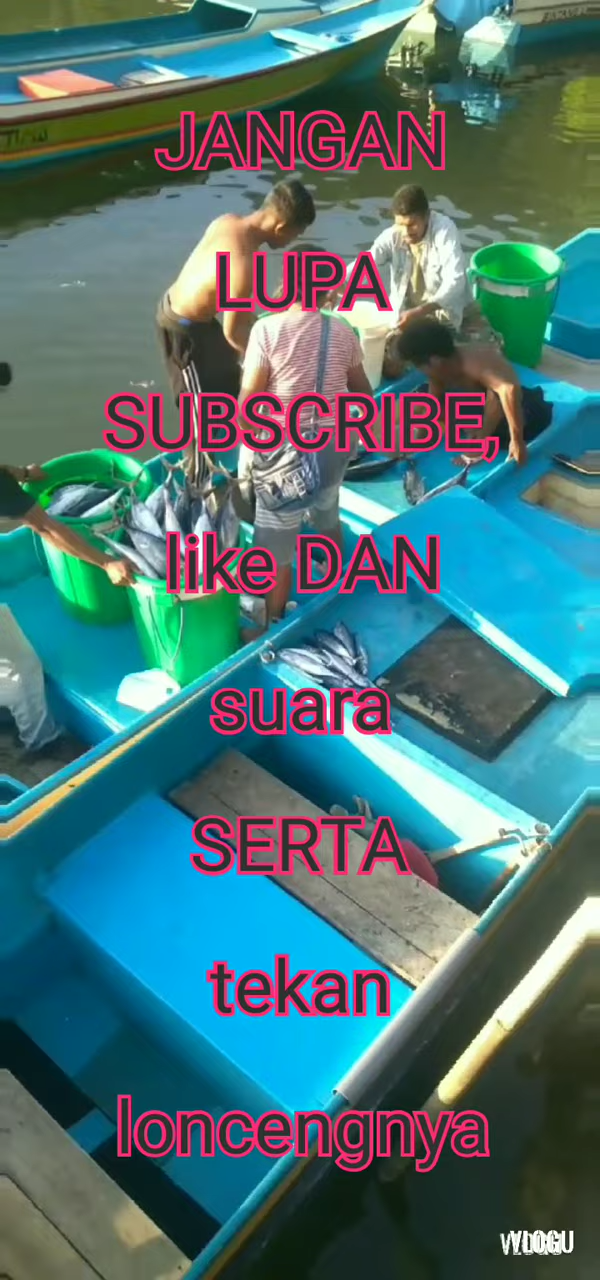 JANGAN
LUPA
SUBSCRIBE,
like DAN
suara
SERTA
tekan
loncengnya
VLOGU